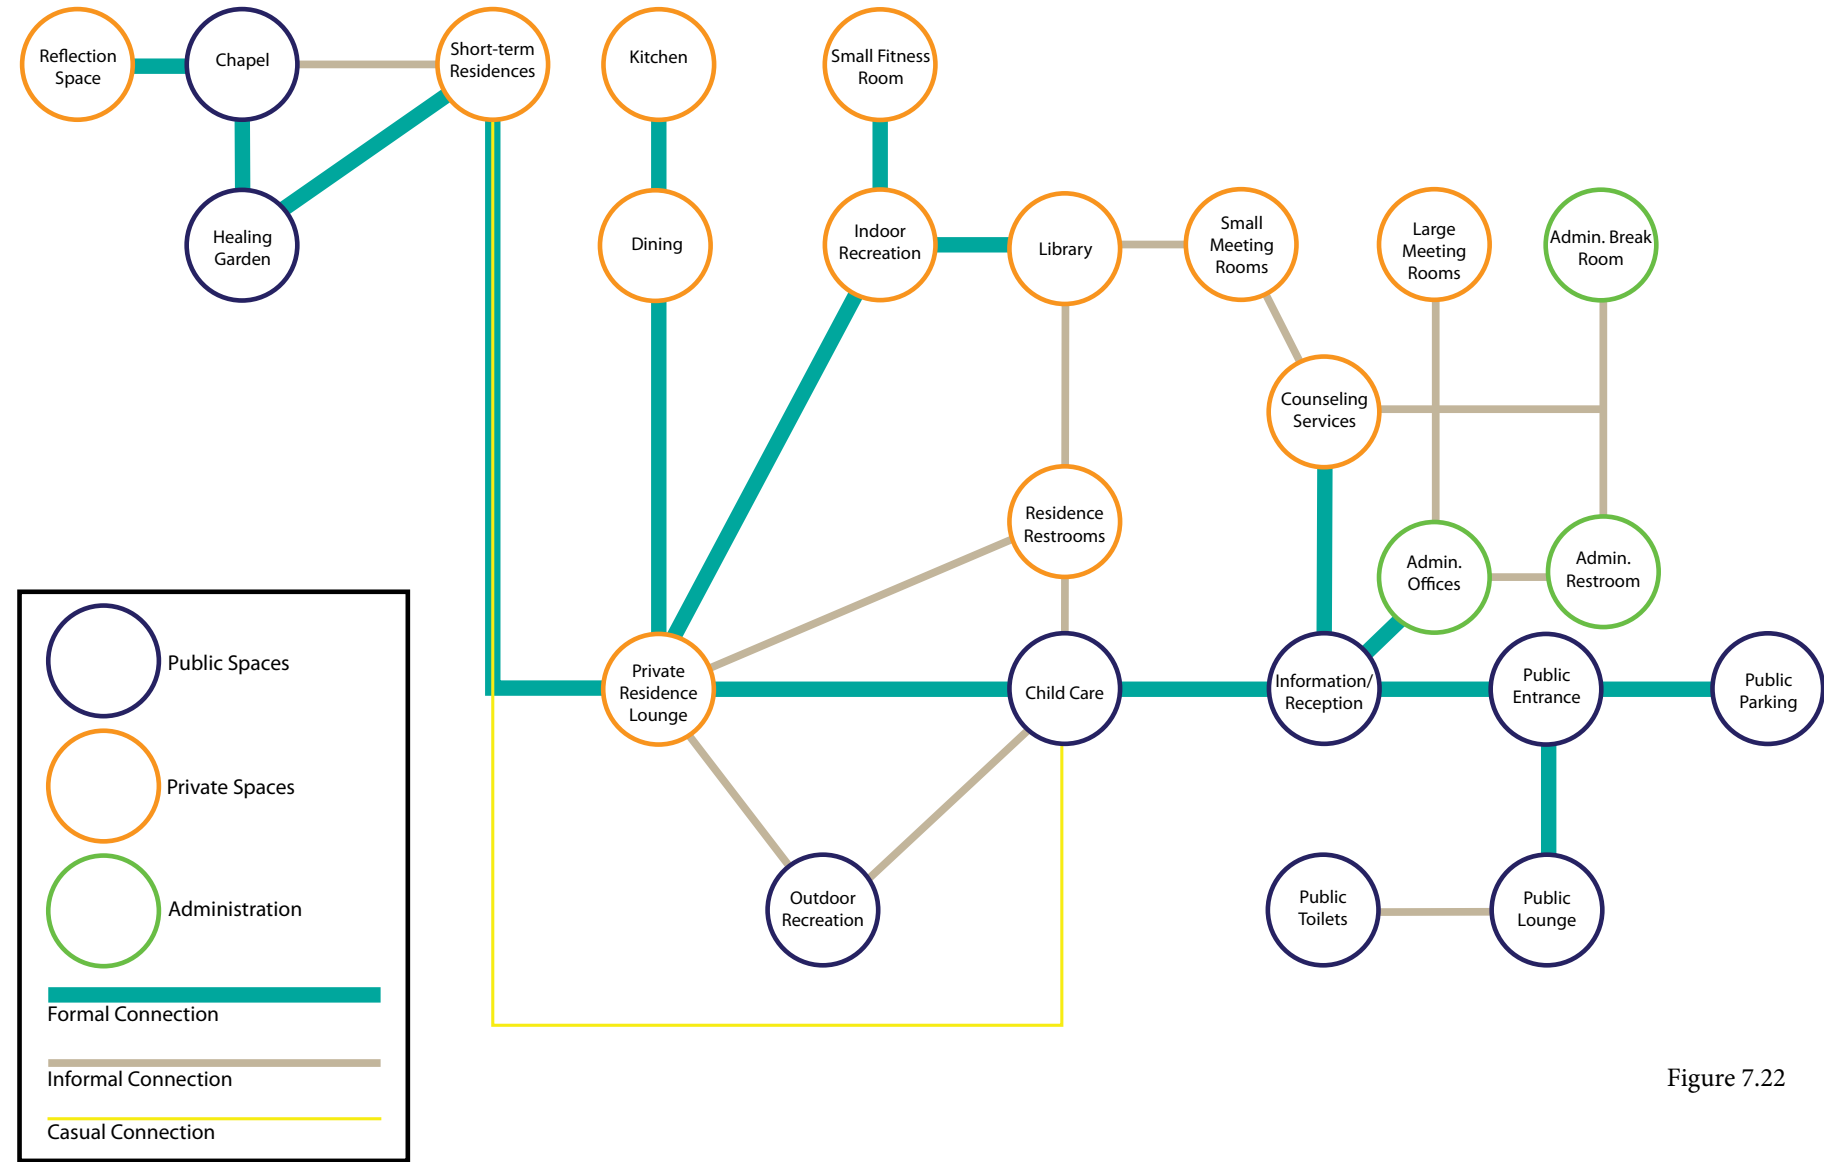 Reflection
Space
Chapel
Short-term
Residences
Kitchen
Small Fitness
Room
Healing
Garden
Dining
Indoor
Recreation
Library
Small
Meeting
Rooms
Large
Meeting
Rooms
Admin. Break
Room
Counseling
Services
Residence
Restrooms
Admin.
Offices
Admin.
Restroom
Private
Residence
Lounge
Child Care
Information/
Reception
Public
Entrance
Public
Parking
Outdoor
Recreation
Public
Toilets
Public
Lounge
Public Spaces
Private Spaces
Administration
Formal Connection
Informal Connection
Casual Connection
Figure 7.22